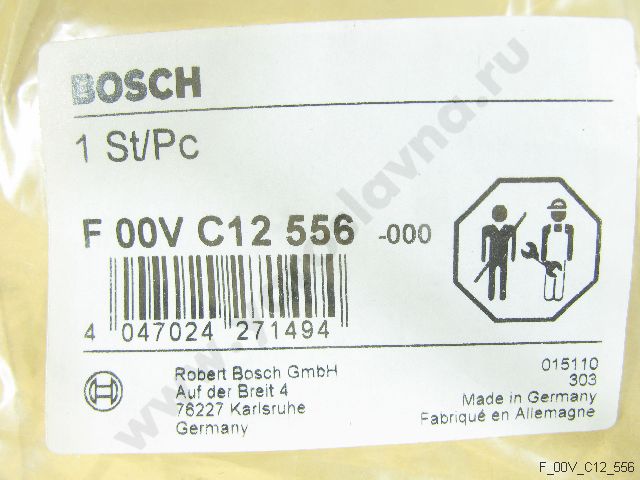 BOSCH
1 St/Pc
F 00V C12 556 -000
4 047024 271494
Robert Bosch GmbH
Auf der Breit 4
76227 Karlsruhe
Germany
015110
303
Made in Germany
Fabriqué en Allemagne
F_00V_C12_556